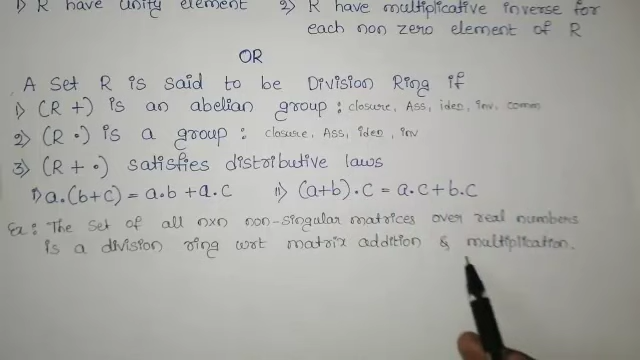 1) R have unity element 2) R have multiplicative inverse for
each non zero element of R
OR
A Set R is said to be Division Ring if
1) (R +) is an abelian group : closure, Ass, iden, inv, comm
2) (R •) is a group : closure, Ass, iden, inv
3) (R + •) satisfies distributive laws
i) a.(b+c) = a.b + a.c ii) (a+b).c = a.c + b.c
Ex: The set of all nxn non-singular matrices over real numbers
is a division ring wrt matrix addition & multiplication.